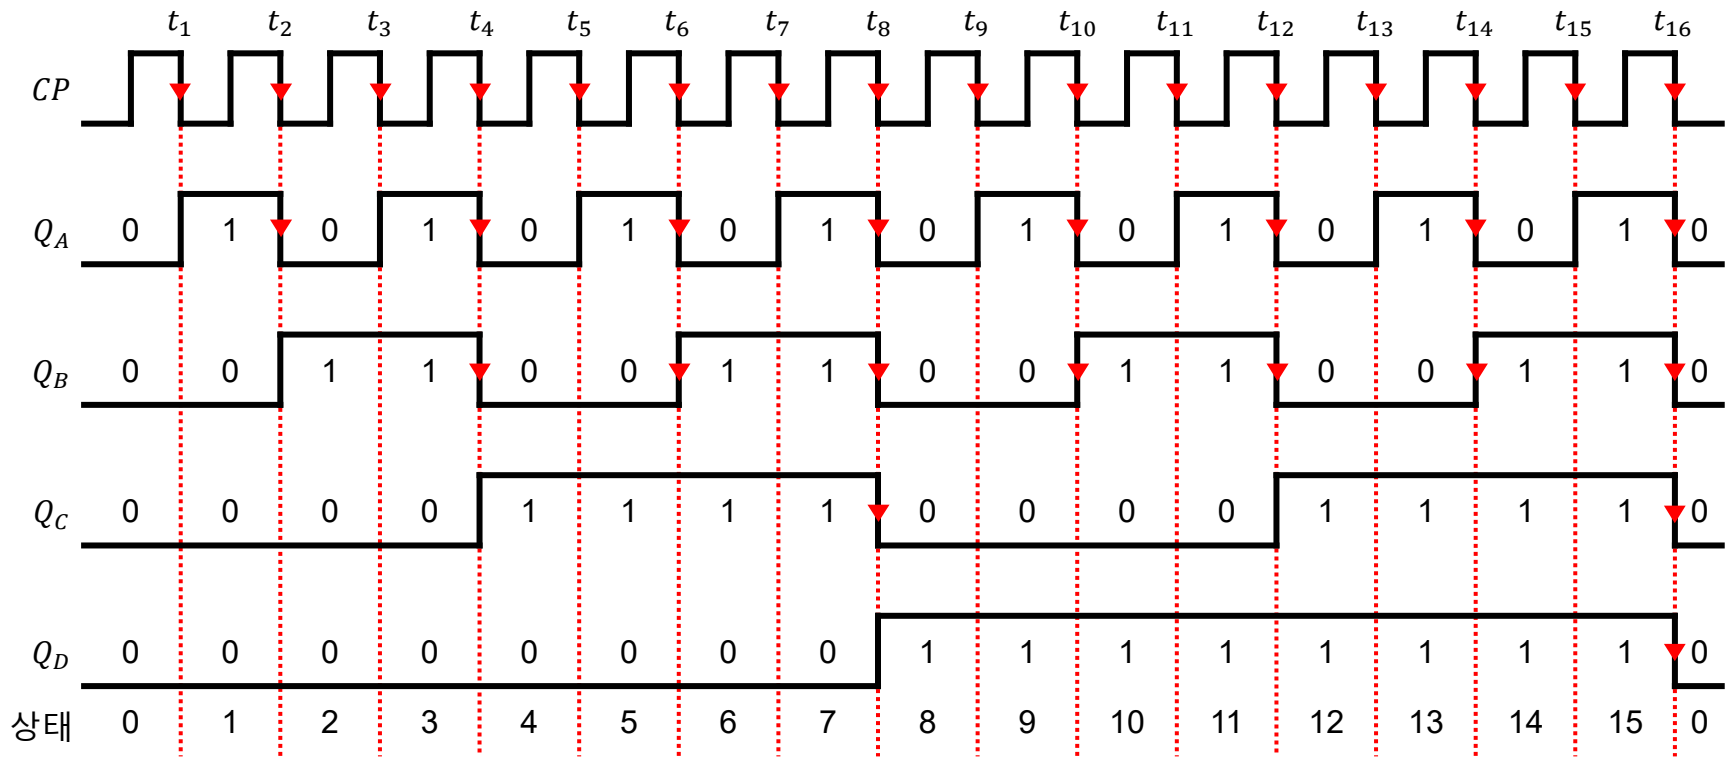 t₁ t₂ t₃ t₄ t₅ t₆ t₇ t₈ t₉ t₁₀ t₁₁ t₁₂ t₁₃ t₁₄ t₁₅ t₁₆
CP
Q_A 0 1 0 1 0 1 0 1 0 1 0 1 0 1 0 1 0
Q_B 0 0 1 1 0 0 1 1 0 0 1 1 0 0 1 1 0
Q_C 0 0 0 0 1 1 1 1 0 0 0 0 1 1 1 1 0
Q_D 0 0 0 0 0 0 0 0 1 1 1 1 1 1 1 1 0
상태 0 1 2 3 4 5 6 7 8 9 10 11 12 13 14 15 0